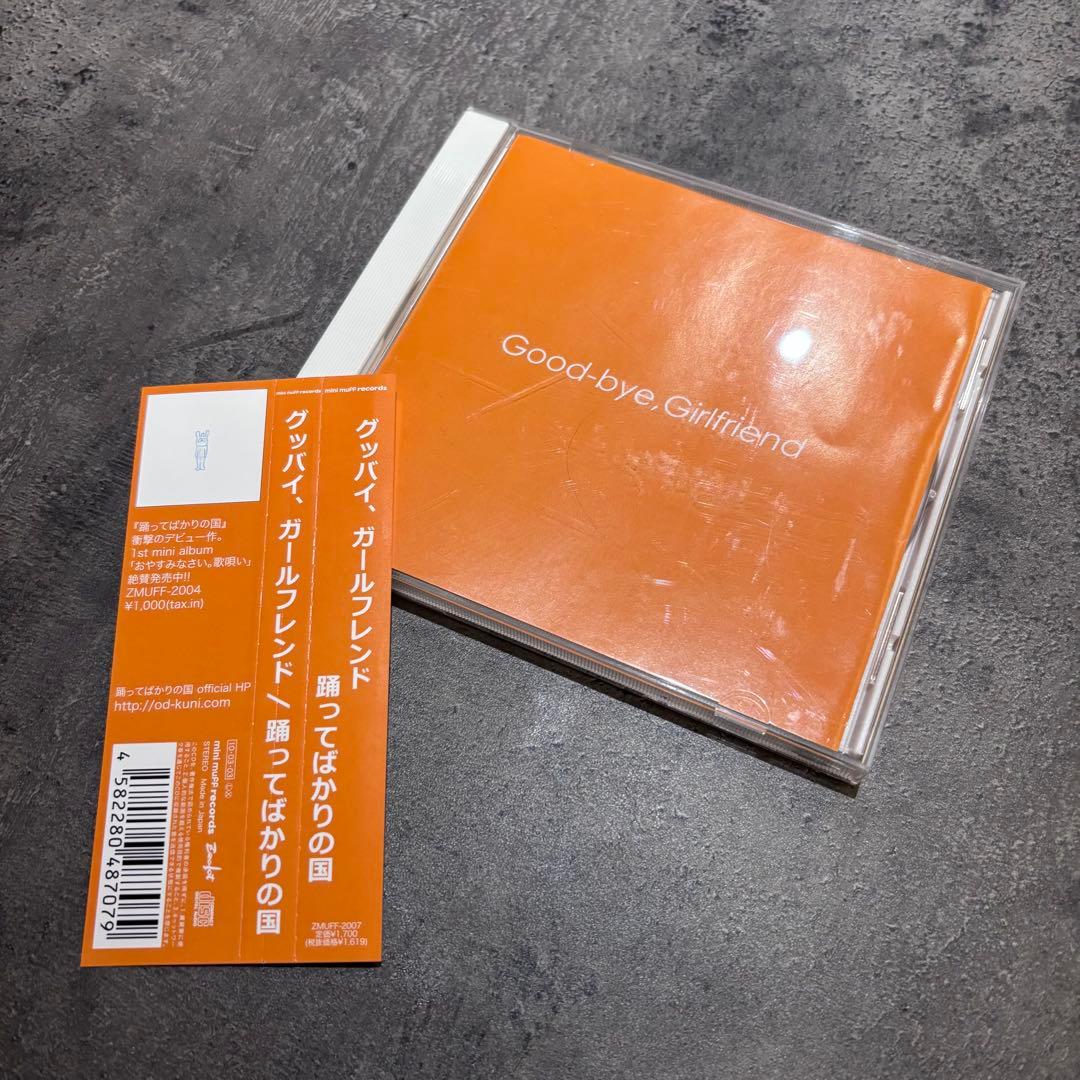 Good-bye, Girlfriend
mini muff records
グッバイ、ガールフレンド
踊ってばかりの国
ZMUFF-2007
定価¥1,700
(税抜価格¥1,619)
mini muff records
グッバイ、ガールフレンド / 踊ってばかりの国
『踊ってばかりの国』
衝撃のデビュー作。
1st mini album
「おやすみなさい。歌唄い」
絶賛発売中!!
ZMUFF-2004
¥1,000(tax.in)
踊ってばかりの国 official HP
http://od-kuni.com
4 582280 487079
10・03・03
mini muff records
STEREO Made in Japan
COMPACT
disc